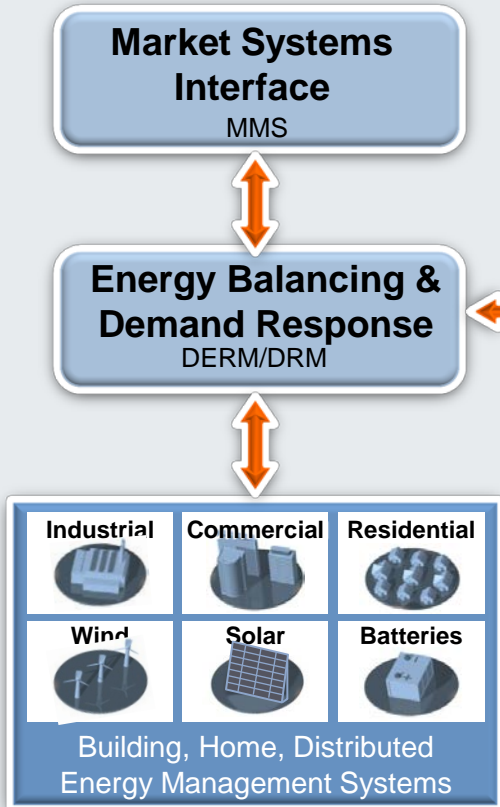 Market Systems
Interface
MMS
Energy Balancing &
Demand Response
DERM/DRM
Industrial
Commercial
Residential
Wind
Solar
Batteries
Building, Home, Distributed
Energy Management Systems